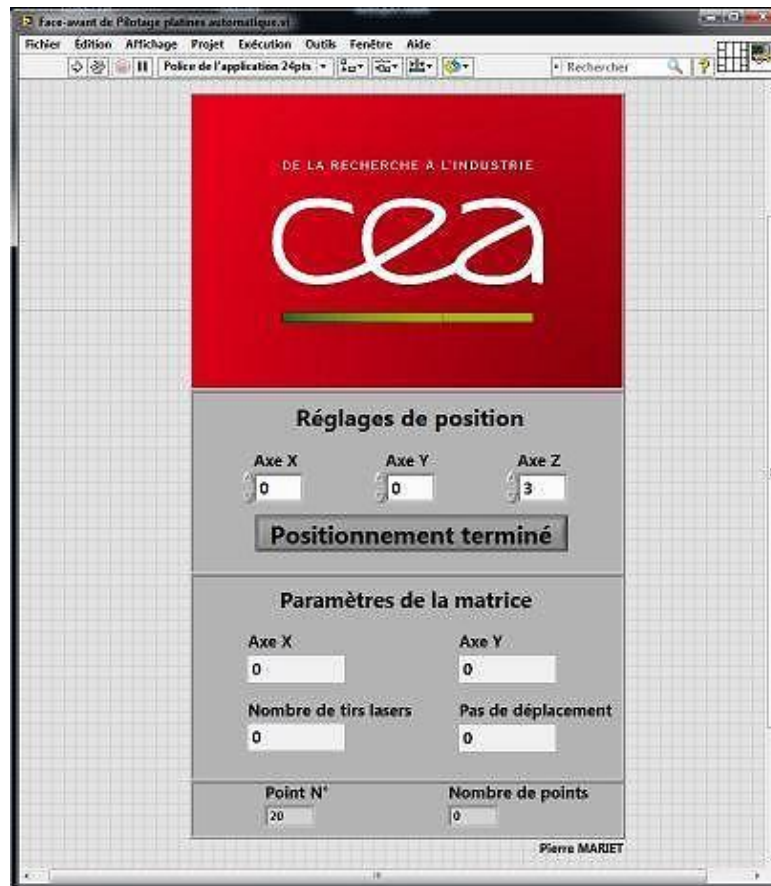 Face-avant de Pilotage platines automatique.vi
Fichier Édition Affichage Projet Exécution Outils Fenêtre Aide
Police de l'application 24pts Rechercher
DE LA RECHERCHE À L'INDUSTRIE
cea
Réglages de position
Axe X Axe Y Axe Z
0 0 3
Positionnement terminé
Paramètres de la matrice
Axe X Axe Y
0 0
Nombre de tirs lasers Pas de déplacement
0 0
Point N° Nombre de points
20 0
Pierre MARIET